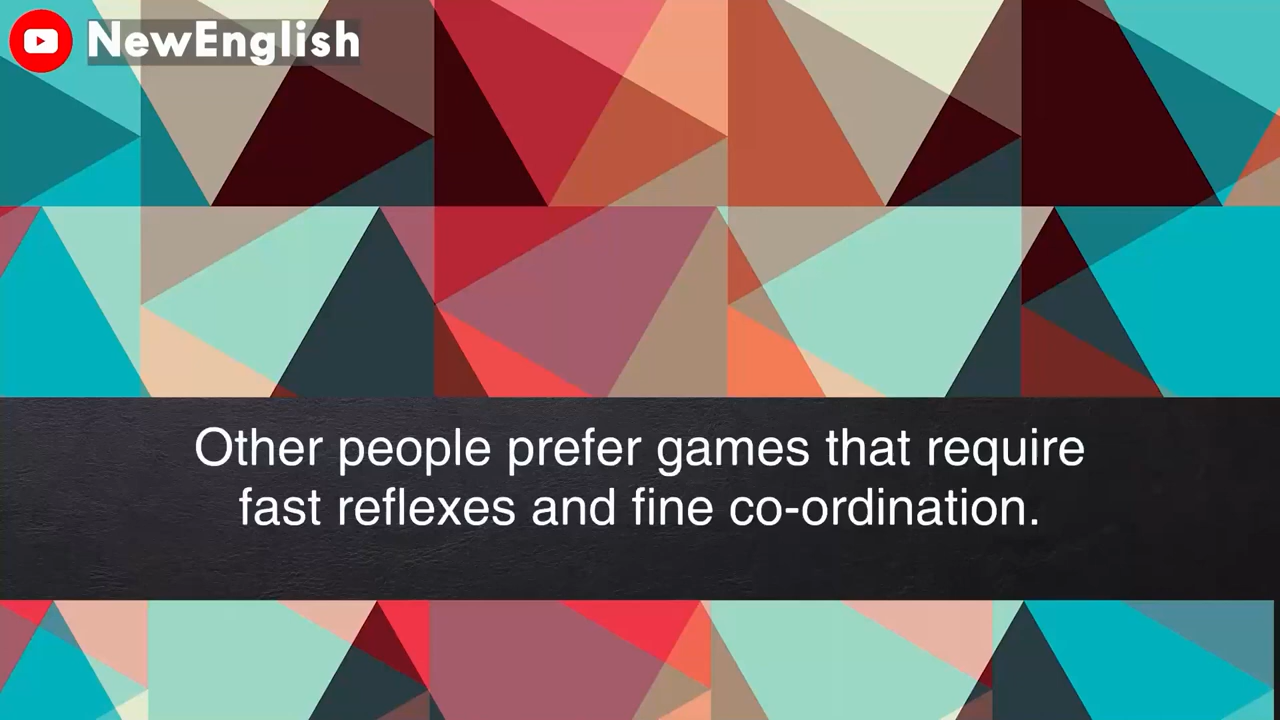 NewEnglish
Other people prefer games that require
fast reflexes and fine co-ordination.